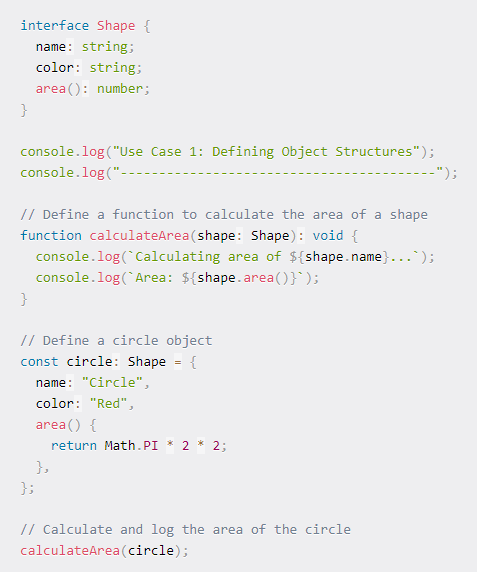 interface Shape {
  name: string;
  color: string;
  area(): number;
}

console.log("Use Case 1: Defining Object Structures");
console.log("-----------------------------------------");

// Define a function to calculate the area of a shape
function calculateArea(shape: Shape): void {
  console.log(`Calculating area of ${shape.name}...`);
  console.log(`Area: ${shape.area()}`);
}

// Define a circle object
const circle: Shape = {
  name: "Circle",
  color: "Red",
  area() {
    return Math.PI * 2 * 2;
  },
};

// Calculate and log the area of the circle
calculateArea(circle);